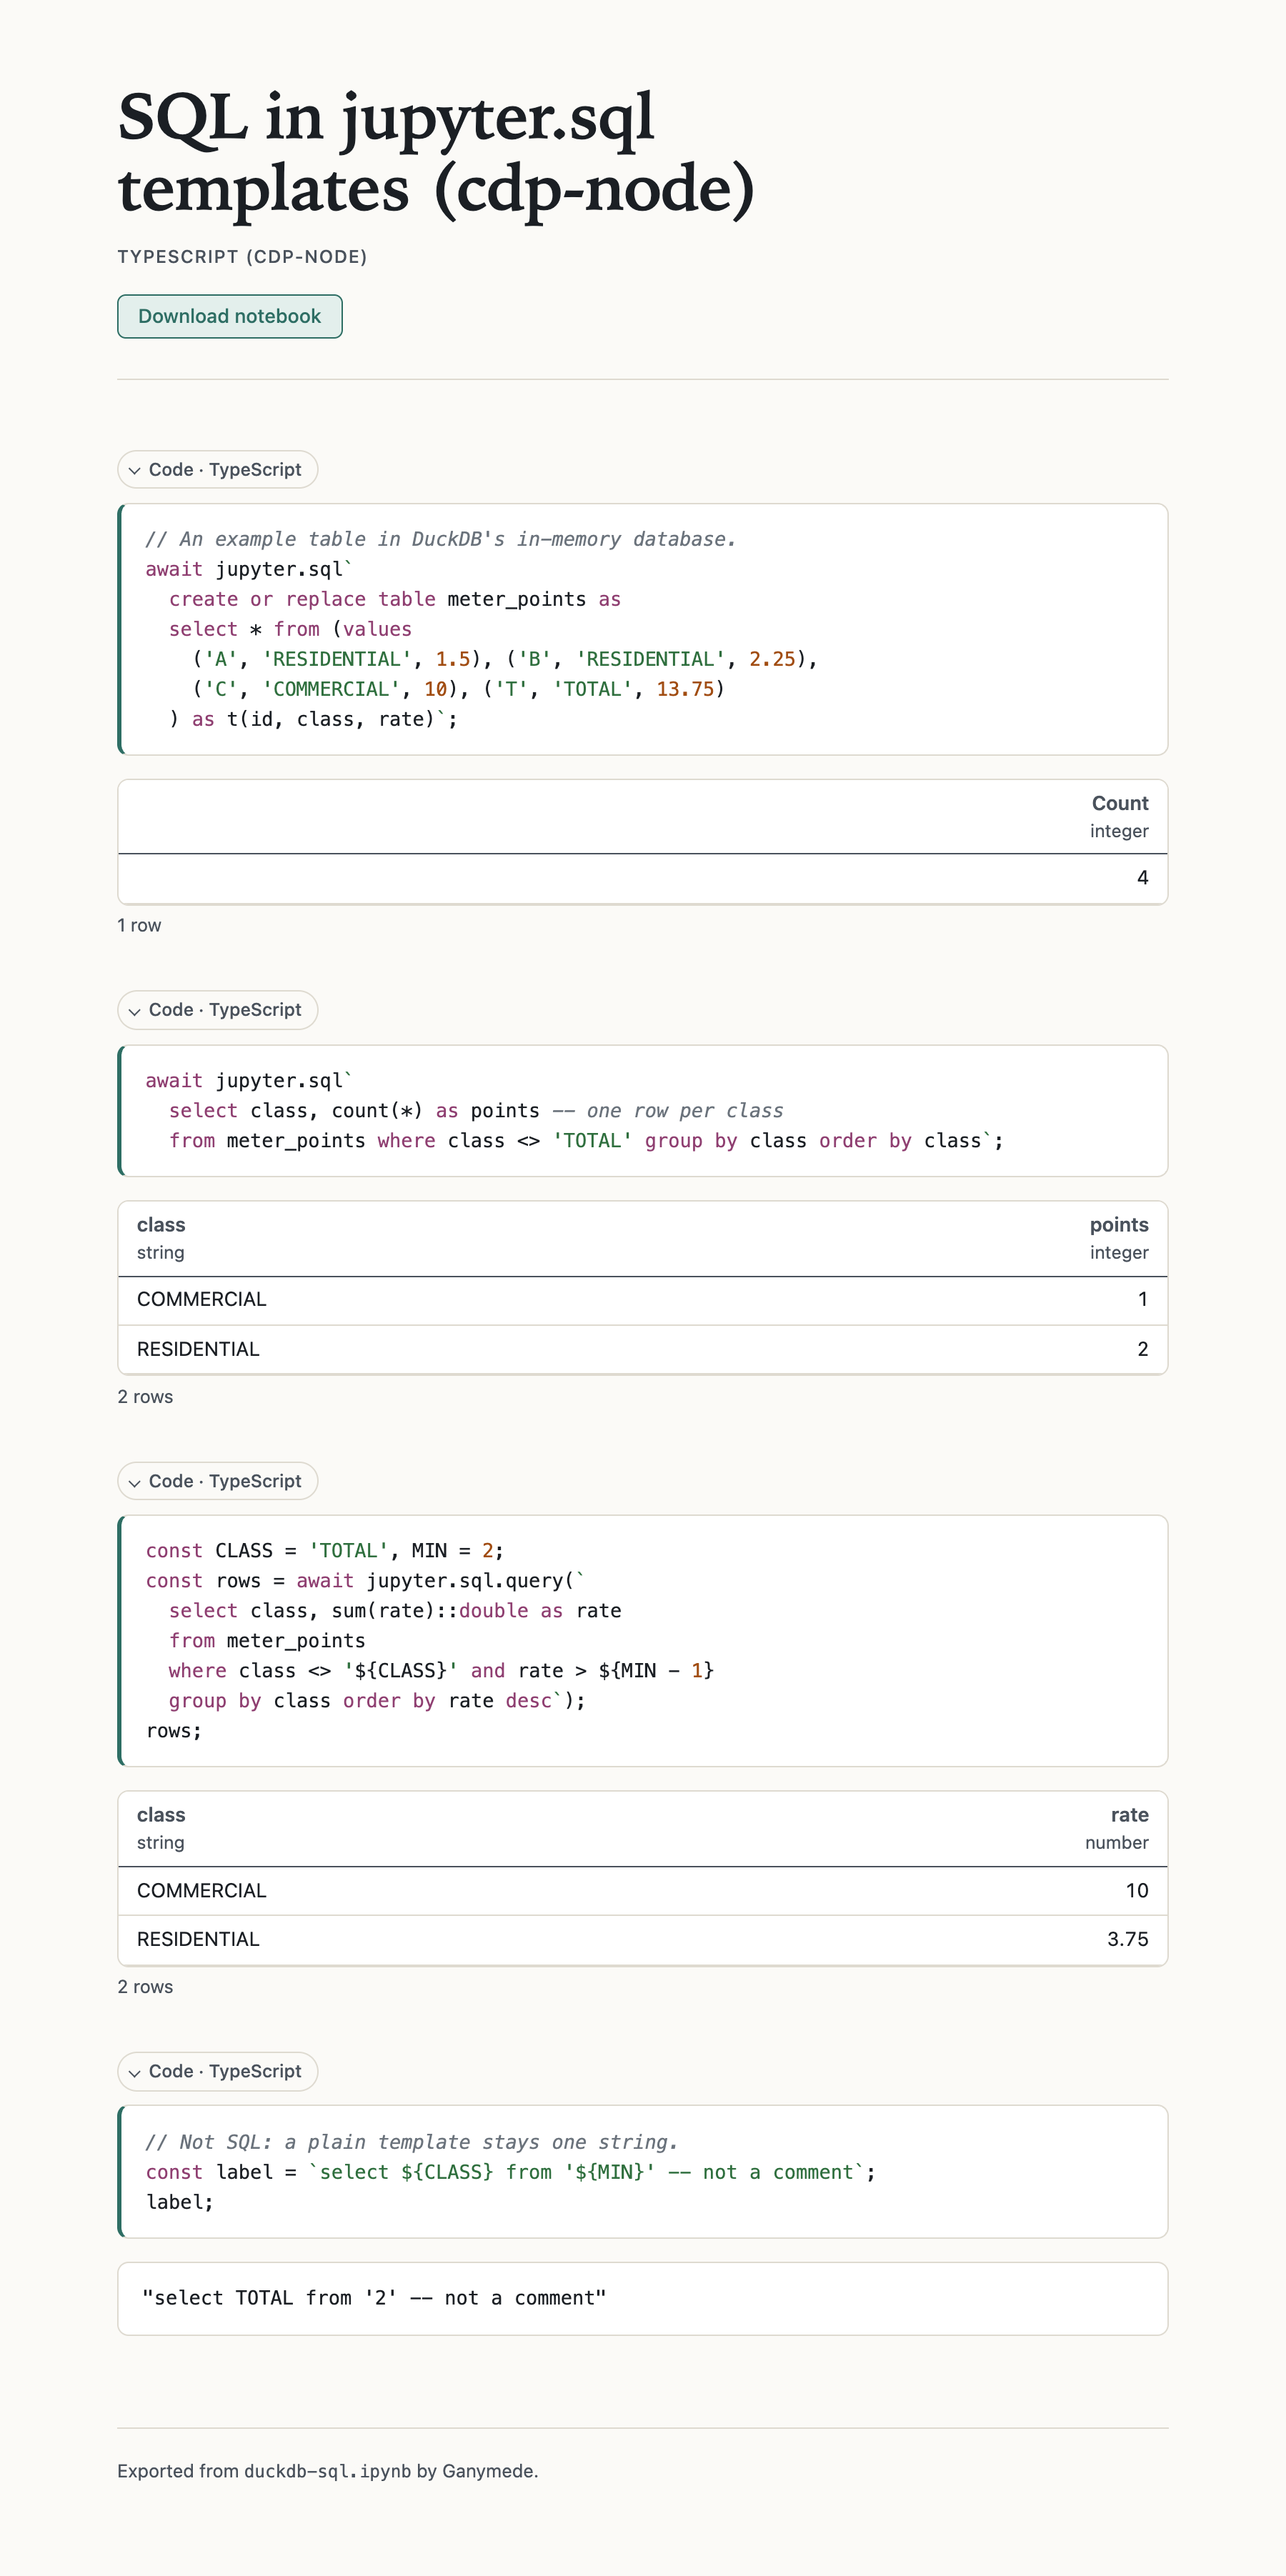 SQL in jupyter.sql
templates (cdp-node)
TYPESCRIPT (CDP-NODE)
Download notebook
Code · TypeScript
// An example table in DuckDB's in-memory database.
await jupyter.sql`
  create or replace table meter_points as
  select * from (values
    ('A', 'RESIDENTIAL', 1.5), ('B', 'RESIDENTIAL', 2.25),
    ('C', 'COMMERCIAL', 10), ('T', 'TOTAL', 13.75)
  ) as t(id, class, rate)`;
Count
integer
4
1 row
Code · TypeScript
await jupyter.sql`
  select class, count(*) as points -- one row per class
  from meter_points where class <> 'TOTAL' group by class order by class`;
class points
string integer
COMMERCIAL 1
RESIDENTIAL 2
2 rows
Code · TypeScript
const CLASS = 'TOTAL', MIN = 2;
const rows = await jupyter.sql.query(`
  select class, sum(rate)::double as rate
  from meter_points
  where class <> '${CLASS}' and rate > ${MIN - 1}
  group by class order by rate desc`);
rows;
class rate
string number
COMMERCIAL 10
RESIDENTIAL 3.75
2 rows
Code · TypeScript
// Not SQL: a plain template stays one string.
const label = `select ${CLASS} from '${MIN}' -- not a comment`;
label;
"select TOTAL from '2' -- not a comment"
Exported from duckdb-sql.ipynb by Ganymede.